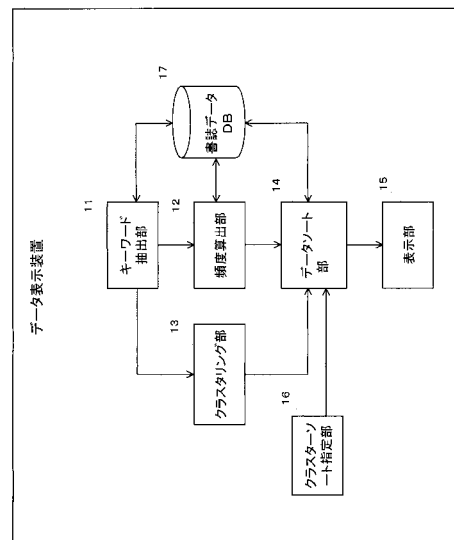 データ表示装置
11
キーワード
抽出部
17
書誌データ
DB
12
頻度算出部
13
クラスタリング部
14
データソート
部
16
クラスターソ
ート指定部
15
表示部